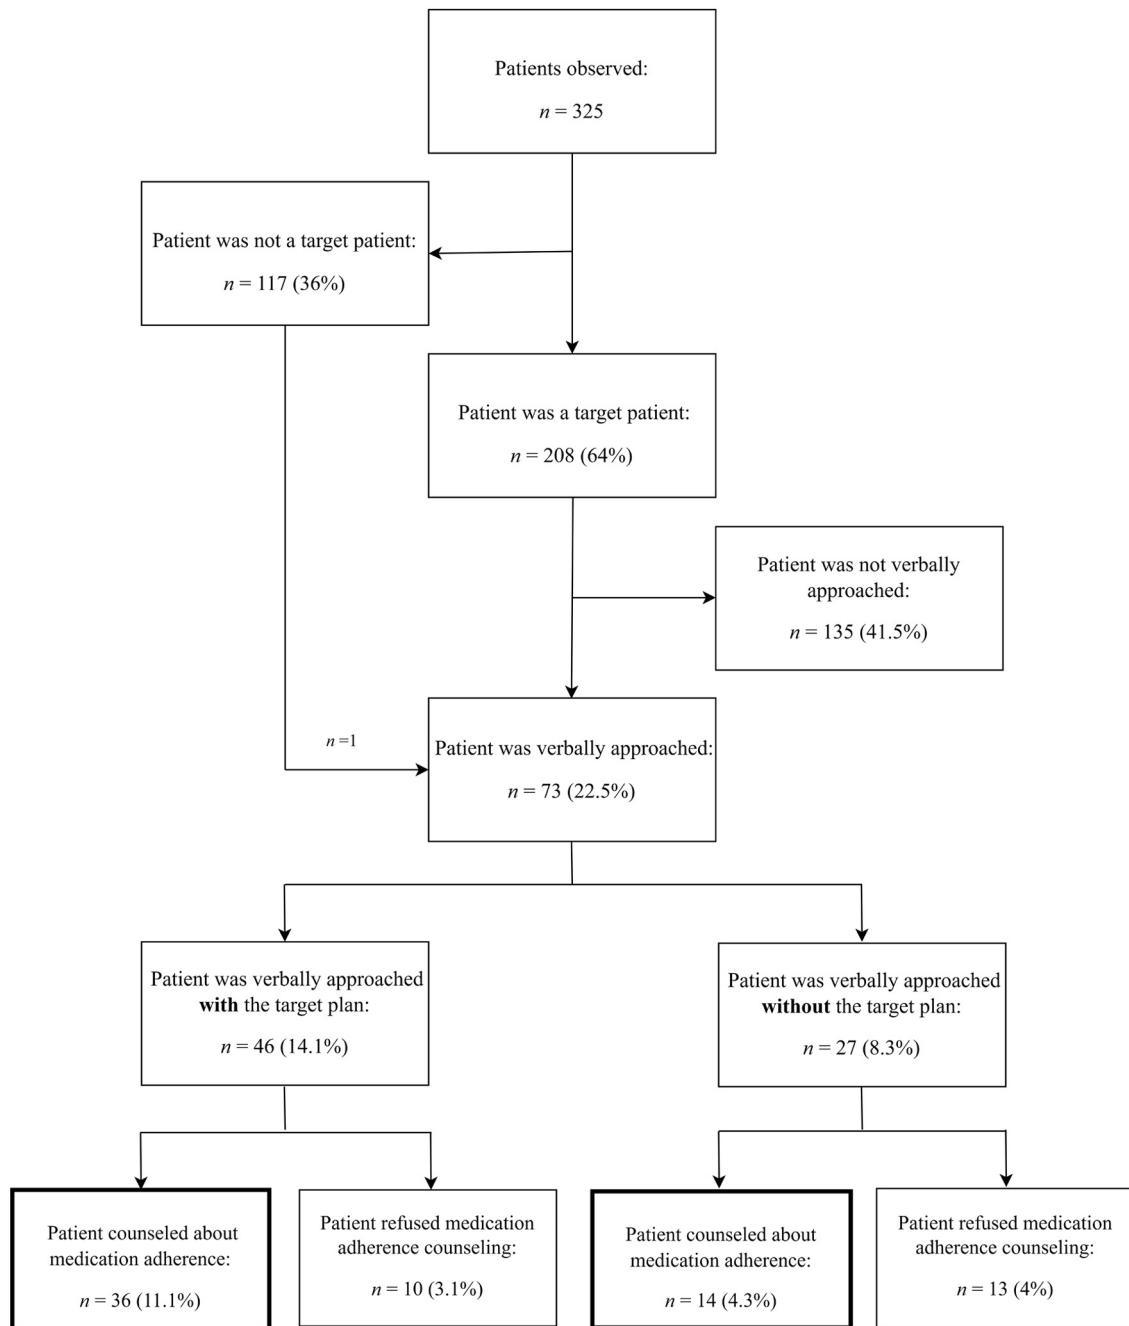 Patients observed:
n = 325
Patient was not a target patient:
n = 117 (36%)
Patient was a target patient:
n = 208 (64%)
Patient was not verbally
approached:
n = 135 (41.5%)
n =1
Patient was verbally approached:
n = 73 (22.5%)
Patient was verbally approached
with the target plan:
n = 46 (14.1%)
Patient was verbally approached
without the target plan:
n = 27 (8.3%)
Patient counseled about
medication adherence:
n = 36 (11.1%)
Patient refused medication
adherence counseling:
n = 10 (3.1%)
Patient counseled about
medication adherence:
n = 14 (4.3%)
Patient refused medication
adherence counseling:
n = 13 (4%)